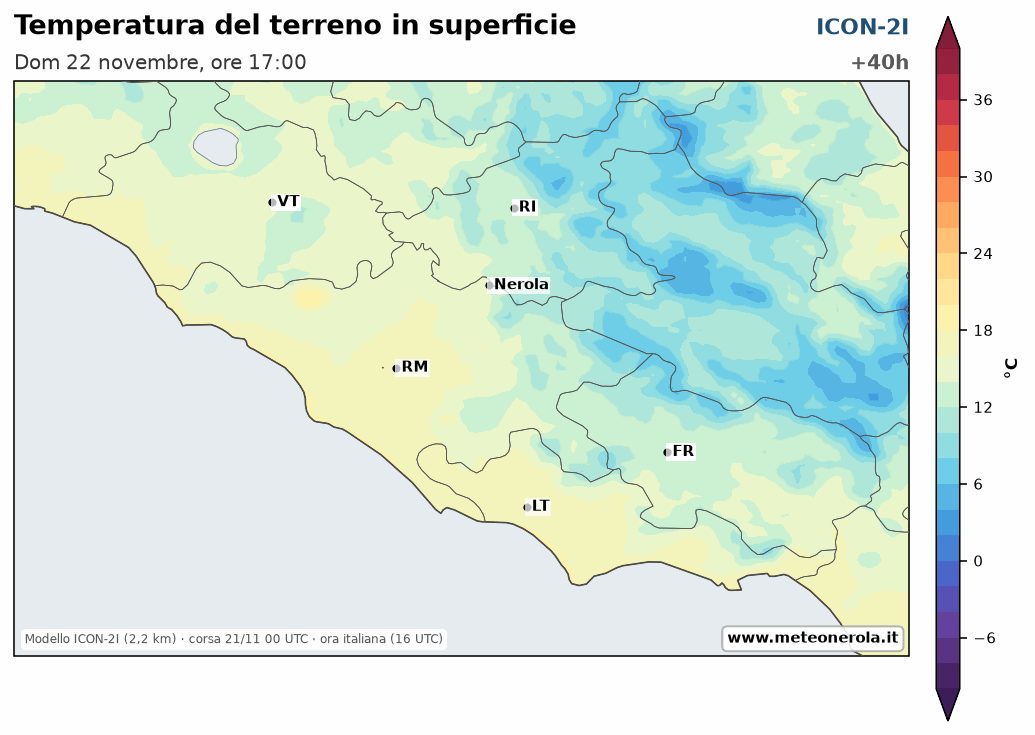 Temperatura del terreno in superficie
ICON-2I
Dom 22 novembre, ore 17:00
+40h
VT
RI
Nerola
RM
FR
LT
36
30
24
18
12
6
0
−6
°C
Modello ICON-2I (2,2 km) · corsa 21/11 00 UTC · ora italiana (16 UTC)
www.meteonerola.it